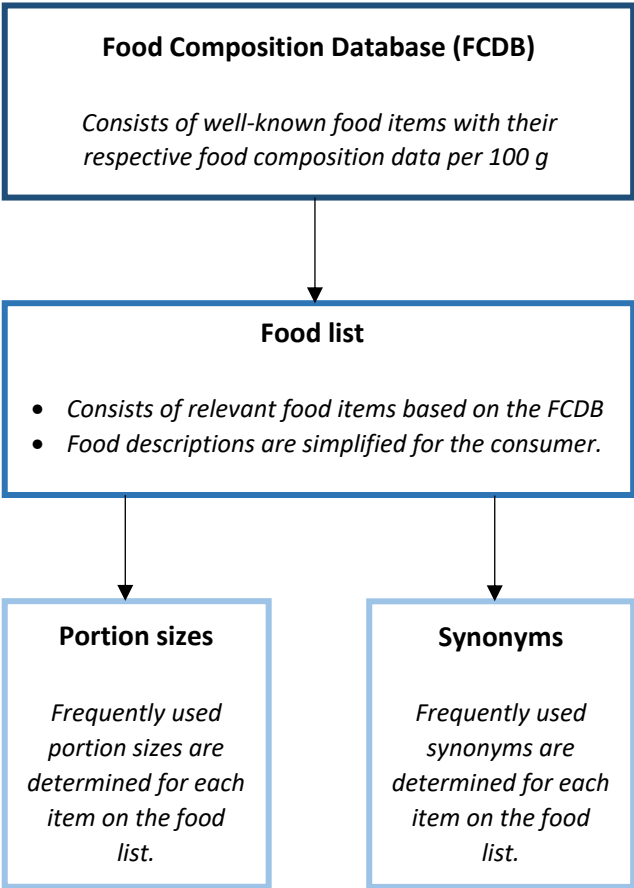 Food Composition Database (FCDB)
Consists of well-known food items with their
respective food composition data per 100 g
Food list
• Consists of relevant food items based on the FCDB
• Food descriptions are simplified for the consumer.
Portion sizes
Frequently used
portion sizes are
determined for each
item on the food
list.
Synonyms
Frequently used
synonyms are
determined for each
item on the food
list.